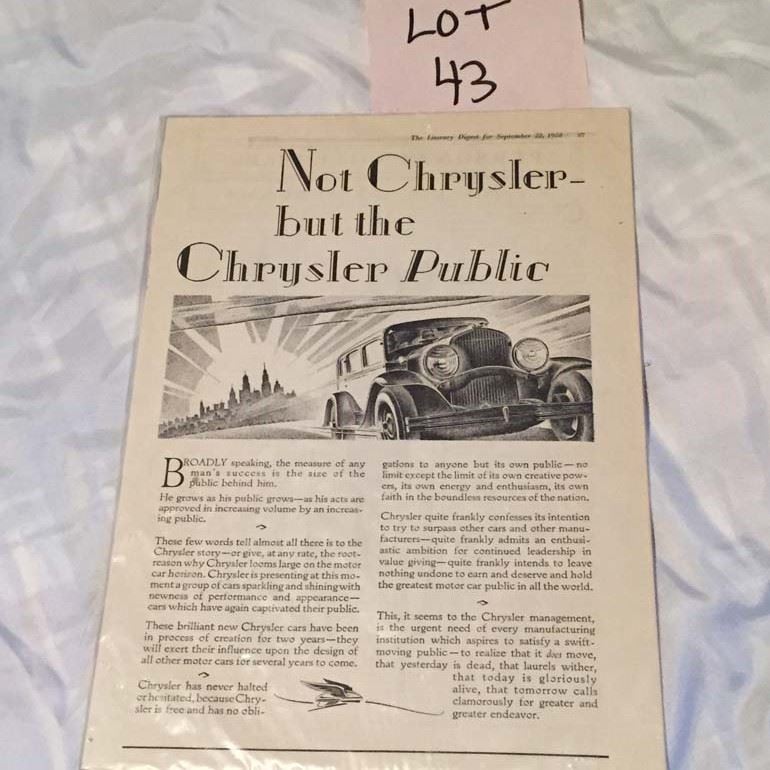 LOT
43
The Literary Digest for September 22, 1928 67
Not Chrysler-
but the
Chrysler Public
BROADLY speaking, the measure of any
man's success is the size of the
public behind him.
He grows as his public grows—as his acts are
approved in increasing volume by an increas-
ing public.
These few words tell almost all there is to the
Chrysler story—or give, at any rate, the root-
reason why Chrysler looms large on the motor
car horizon. Chrysler is presenting at this mo-
ment a group of cars sparkling and shining with
newness of performance and appearance—
cars which have again captivated their public.
These brilliant new Chrysler cars have been
in process of creation for two years—they
will exert their influence upon the design of
all other motor cars for several years to come.
Chrysler has never halted
or hesitated, because Chry-
sler is free and has no obli-
gations to anyone but its own public—no
limit except the limit of its own creative pow-
ers, its own energy and enthusiasm, its own
faith in the boundless resources of the nation.
Chrysler quite frankly confesses its intention
to try to surpass other cars and other manu-
facturers—quite frankly admits an enthusi-
astic ambition for continued leadership in
value giving—quite frankly intends to leave
nothing undone to earn and deserve and hold
the greatest motor car public in all the world.
This, it seems to the Chrysler management,
is the urgent need of every manufacturing
institution which aspires to satisfy a swift-
moving public—to realize that it does move,
that yesterday is dead, that laurels wither,
that today is gloriously
alive, that tomorrow calls
clamorously for greater and
greater endeavor.